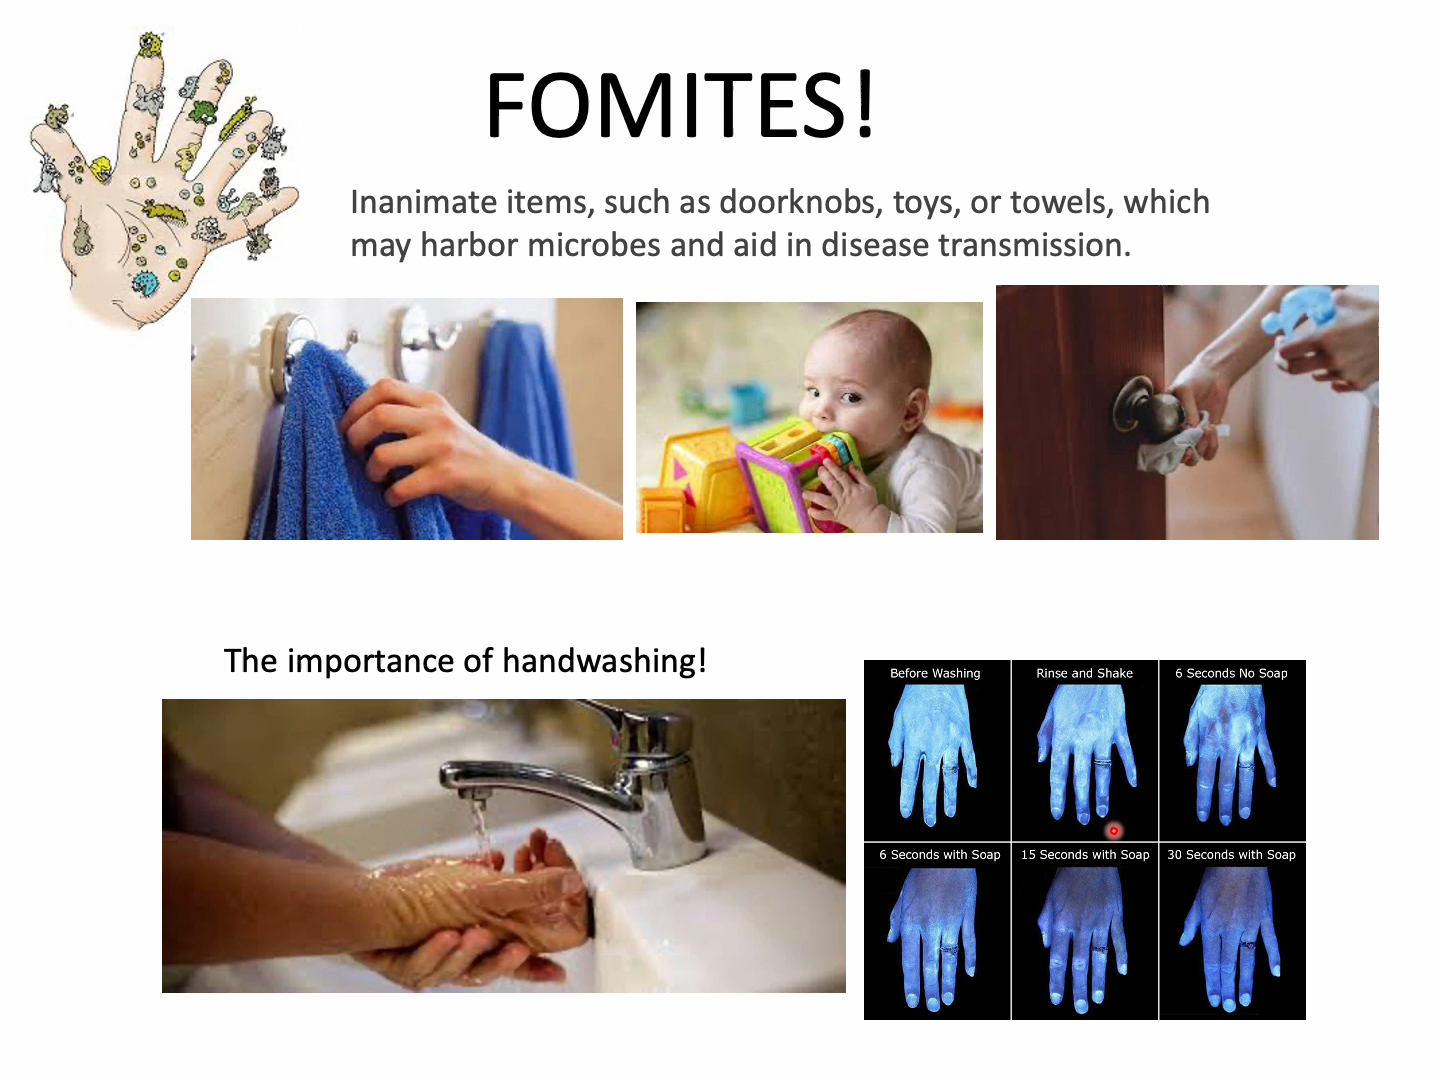 FOMITES!
Inanimate items, such as doorknobs, toys, or towels, which
may harbor microbes and aid in disease transmission.
The importance of handwashing!
Before Washing
Rinse and Shake
6 Seconds No Soap
6 Seconds with Soap
15 Seconds with Soap
30 Seconds with Soap